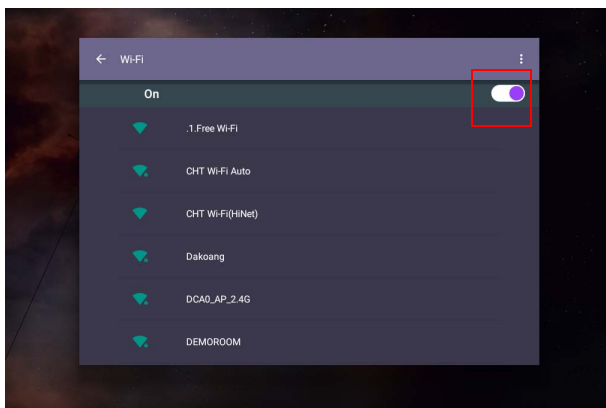 Wi-Fi
On
.1.Free Wi-Fi
CHT Wi-Fi Auto
CHT Wi-Fi(HiNet)
Dakoang
DCA0_AP_2.4G
DEMOROOM